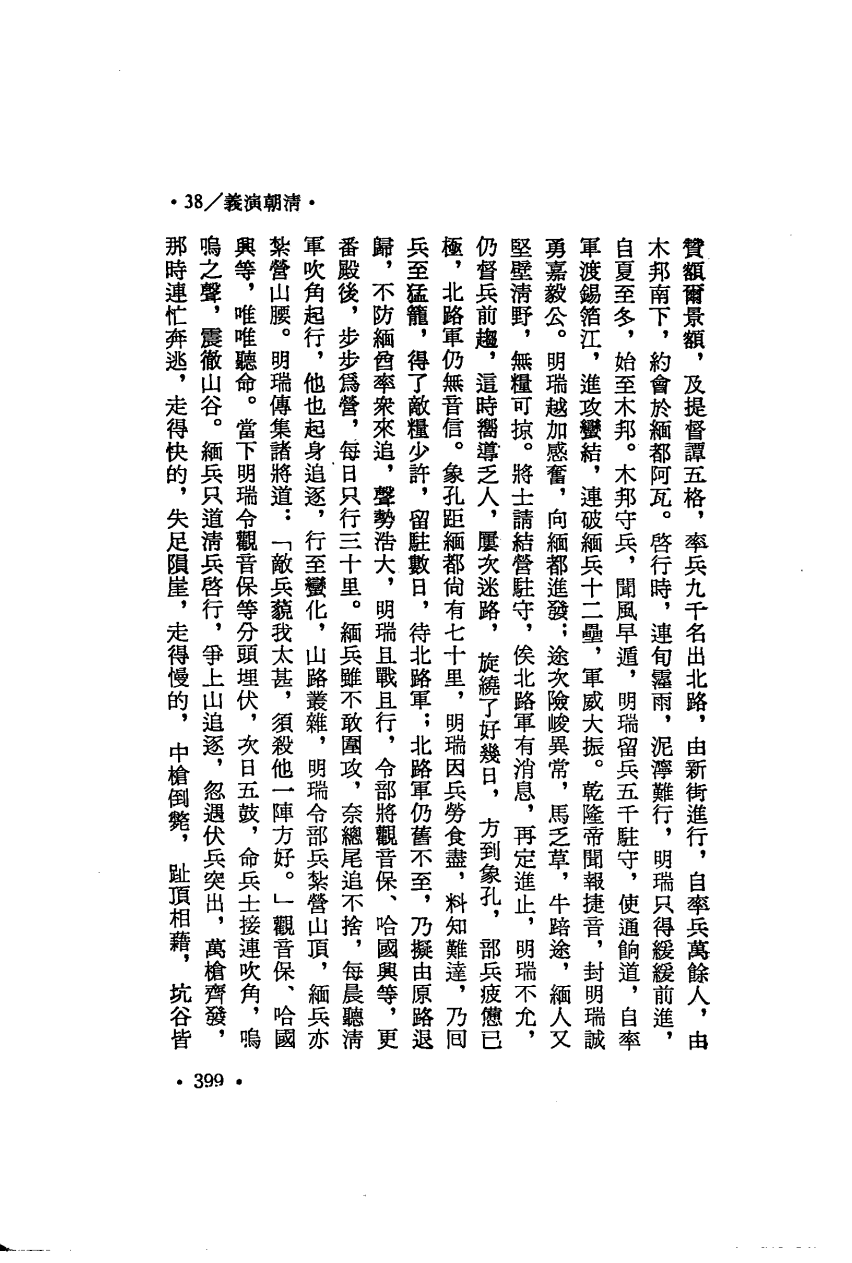 •38／義演朝清•
贊額爾景額，及提督譚五格，率兵九千名出北路，由新街進行，自率兵萬餘人，由
木邦南下，約會於緬都阿瓦。啓行時，連旬霪雨，泥濘難行，明瑞只得緩緩前進，
自夏至冬，始至木邦。木邦守兵，聞風早遁，明瑞留兵五千駐守，使通餉道，自率
軍渡錫箔江，進攻蠻結，連破緬兵十二壘，軍威大振。乾隆帝聞報捷音，封明瑞誠
勇嘉毅公。明瑞越加感奮，向緬都進發；途次險峻異常，馬乏草，牛踣途，緬人又
堅壁清野，無糧可掠。將士請結營駐守，俟北路軍有消息，再定進止，明瑞不允，
仍督兵前趨，這時嚮導乏人，屢次迷路，旋繞了好幾日，方到象孔，部兵疲憊已
極，北路軍仍無音信。象孔距緬都尙有七十里，明瑞因兵勞食盡，料知難達，乃囘
兵至猛籠，得了敵糧少許，留駐數日，待北路軍；北路軍仍舊不至，乃擬由原路退
歸，不防緬酋率衆來追，聲勢浩大，明瑞且戰且行，令部將觀音保、哈國興等，更
番殿後，步步爲營，每日只行三十里。緬兵雖不敢圍攻，奈總尾追不捨，每晨聽清
軍吹角起行，他也起身追逐，行至蠻化，山路叢雜，明瑞令部兵紮營山頂，緬兵亦
紮營山腰。明瑞傳集諸將道：「敵兵藐我太甚，須殺他一陣方好。」觀音保、哈國
興等，唯唯聽命。當下明瑞令觀音保等分頭埋伏，次日五鼓，命兵士接連吹角，嗚
嗚之聲，震徹山谷。緬兵只道清兵啓行，爭上山追逐，忽遇伏兵突出，萬槍齊發，
那時連忙奔逃，走得快的，失足隕崖，走得慢的，中槍倒斃，趾頂相藉，坑谷皆
•399•